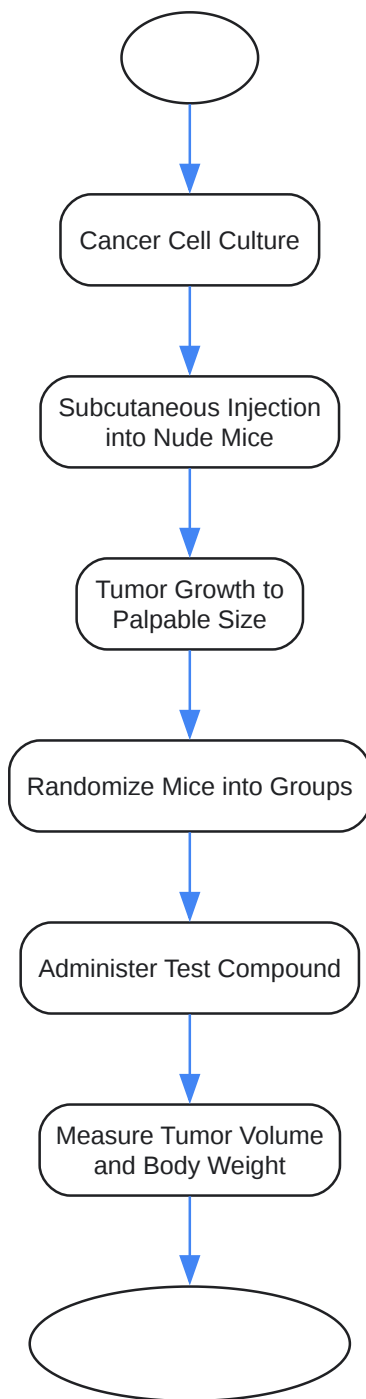 Cancer Cell Culture
Subcutaneous Injection
into Nude Mice
Tumor Growth to
Palpable Size
Randomize Mice into Groups
Administer Test Compound
Measure Tumor Volume
and Body Weight